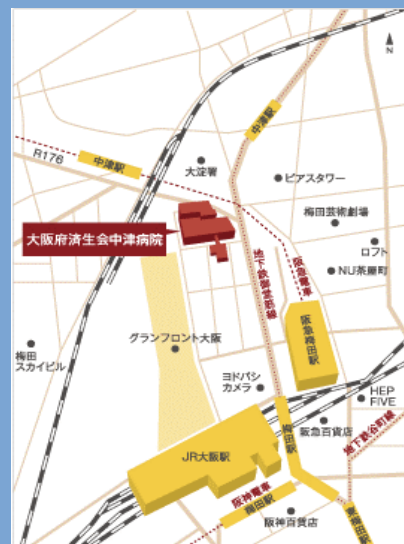 N
中津駅
R176
中津駅
大淀署
ピアスタワー
梅田芸術劇場
大阪府済生会中津病院
ロフト
NU茶屋町
地下鉄御堂筋線
阪急電車
グランフロント大阪
阪急梅田駅
梅田
スカイビル
ヨドバシ
カメラ
HEP
FIVE
梅田駅
阪急百貨店
地下鉄谷町線
JR大阪駅
阪神電車
梅田駅
阪神百貨店
東梅田駅